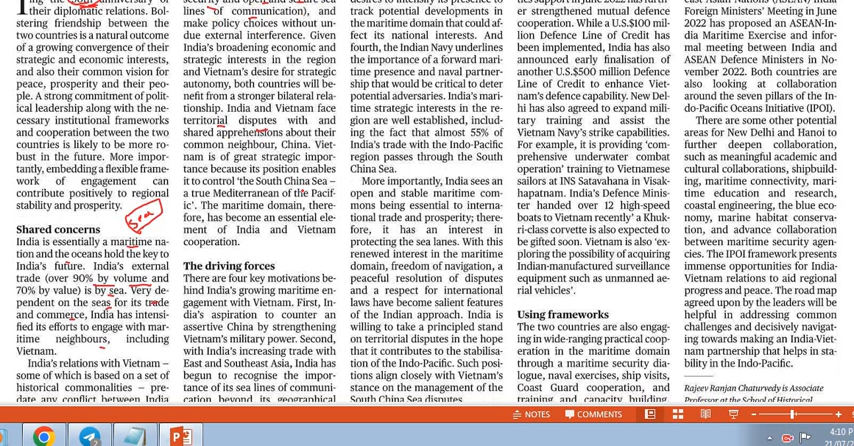 their diplomatic relations. Bol-
stering friendship between the
two countries is a natural outcome
of a growing convergence of their
strategic and economic interests,
and also their common vision for
peace, prosperity and their peo-
ple. A strong commitment of polit-
ical leadership along with the
necessary institutional frameworks
and cooperation between the two
countries is likely to be more ro-
bust in the future. More impor-
tantly, embedding a flexible frame-
work of engagement can
contribute positively to regional
stability and prosperity.
Sea
Shared concerns
India is essentially a maritime na-
tion and the oceans hold the key to
India's future. India's external
trade (over 90% by volume and
70% by value) is by sea. Very de-
pendent on the seas for its trade
and commerce, India has intensi-
fied its efforts to engage with mar-
itime neighbours, including
Vietnam.
India's relations with Vietnam –
some of which is based on a set of
historical commonalities – pre-
date any conflict between India
of communication), and
make policy choices without un-
due external interference. Given
India's broadening economic and
strategic interests in the region
and Vietnam's desire for strategic
autonomy, both countries will be-
nefit from a stronger bilateral rela-
tionship. India and Vietnam face
territorial disputes with and
shared apprehensions about their
common neighbour, China. Viet-
nam is of great strategic impor-
tance because its position enables
it to control 'the South China Sea –
a true Mediterranean of the Pacif-
ic'. The maritime domain, there-
fore, has become an essential ele-
ment of India and Vietnam
cooperation.
The driving forces
There are four key motivations be-
hind India's growing maritime en-
gagement with Vietnam. First, In-
dia's aspiration to counter an
assertive China by strengthening
Vietnam's military power. Second,
with India's increasing trade with
East and Southeast Asia, India has
begun to recognise the impor-
tance of its sea lines of communi-
cation beyond its geographical
track potential developments in
the maritime domain that could af-
fect its national interests. And
fourth, the Indian Navy underlines
the importance of a forward mari-
time presence and naval partner-
ship that would be critical to deter
potential adversaries. India's mari-
time strategic interests in the re-
gion are well established, includ-
ing the fact that almost 55% of
India's trade with the Indo-Pacific
region passes through the South
China Sea.
More importantly, India sees an
open and stable maritime com-
mons being essential to interna-
tional trade and prosperity; there-
fore, it has an interest in
protecting the sea lanes. With this
renewed interest in the maritime
domain, freedom of navigation, a
peaceful resolution of disputes
and a respect for international
laws have become salient features
of the Indian approach. India is
willing to take a principled stand
on territorial disputes in the hope
that it contributes to the stabilisa-
tion of the Indo-Pacific. Such posi-
tions align closely with Vietnam's
stance on the management of the
South China Sea disputes.
er strengthened mutual defence
cooperation. While a U.S.$100 mil-
lion Defence Line of Credit has
been implemented, India has also
announced early finalisation of
another U.S.$500 million Defence
Line of Credit to enhance Viet-
nam's defence capability. New Del-
hi has also agreed to expand mili-
tary training and assist the
Vietnam Navy's strike capabilities.
For example, it is providing 'com-
prehensive underwater combat
operation' training to Vietnamese
sailors at INS Satavahana in Visak-
hapatnam. India's Defence Minis-
ter handed over 12 high-speed
boats to Vietnam recently' a Khuk-
ri-class corvette is also expected to
be gifted soon. Vietnam is also 'ex-
ploring the possibility of acquiring
Indian-manufactured surveillance
equipment such as unmanned ae-
rial vehicles'.
Using frameworks
The two countries are also engag-
ing in wide-ranging practical coop-
eration in the maritime domain
through a maritime security dia-
logue, naval exercises, ship visits,
Coast Guard cooperation, and
training and capacity building
Foreign Ministers' Meeting in June
2022 has proposed an ASEAN-In-
dia Maritime Exercise and infor-
mal meeting between India and
ASEAN Defence Ministers in No-
vember 2022. Both countries are
also looking at collaboration
around the seven pillars of the In-
do-Pacific Oceans Initiative (IPOI).
There are some other potential
areas for New Delhi and Hanoi to
further deepen collaboration,
such as meaningful academic and
cultural collaborations, shipbuild-
ing, maritime connectivity, mari-
time education and research,
coastal engineering, the blue eco-
nomy, marine habitat conserva-
tion, and advance collaboration
between maritime security agen-
cies. The IPOI framework presents
immense opportunities for India-
Vietnam relations to aid regional
progress and peace. The road map
agreed upon by the leaders will be
helpful in addressing common
challenges and decisively navigat-
ing towards making an India-Viet-
nam partnership that helps in sta-
bility in the Indo-Pacific.
Rajeev Ranjan Chaturvedy is Associate
Professor at the School of Historical
NOTES
COMMENTS
4:10 P
21/07/2